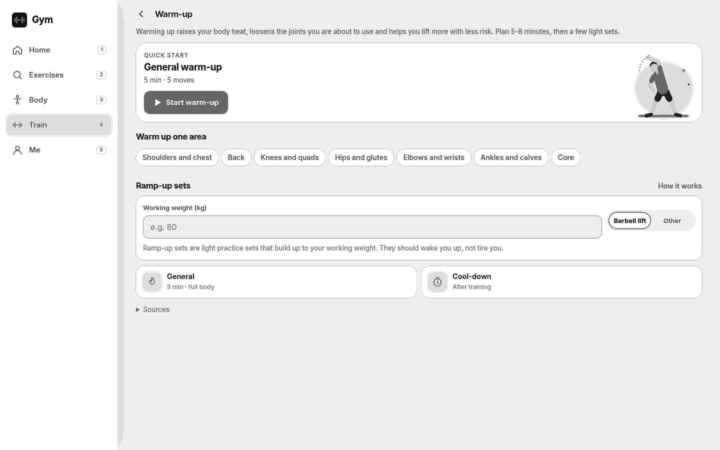 Gym
Home 1
Exercises 2
Body 3
Train 4
Me 5
Warm-up
Warming up raises your body heat, loosens the joints you are about to use and helps you lift more with less risk. Plan 5-8 minutes, then a few light sets.
QUICK START
General warm-up
5 min · 5 moves
Start warm-up
Warm up one area
Shoulders and chest Back Knees and quads Hips and glutes Elbows and wrists Ankles and calves Core
Ramp-up sets How it works
Working weight (kg)
e.g. 80 Barbell lift Other
Ramp-up sets are light practice sets that build up to your working weight. They should wake you up, not tire you.
General
5 min · full body
Cool-down
After training
Sources